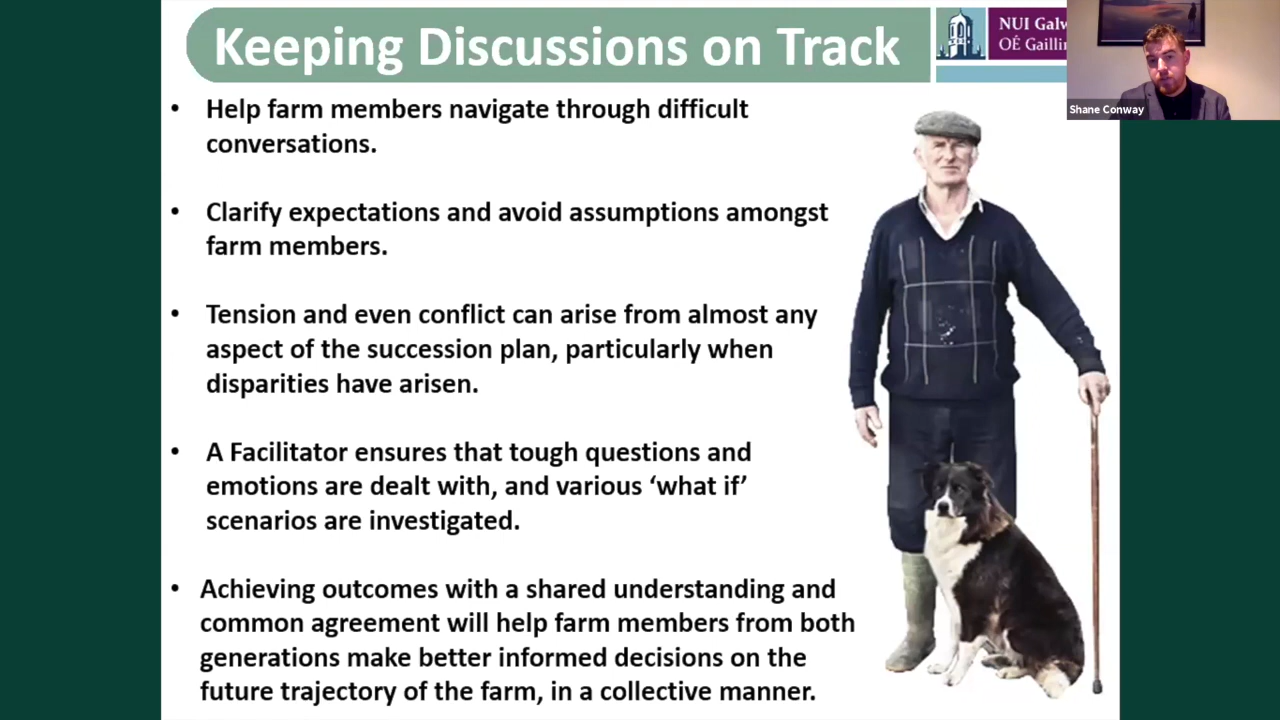 Keeping Discussions on Track
NUI Galw
OÉ Gaillin
Shane Conway
• Help farm members navigate through difficult
conversations.
• Clarify expectations and avoid assumptions amongst
farm members.
• Tension and even conflict can arise from almost any
aspect of the succession plan, particularly when
disparities have arisen.
• A Facilitator ensures that tough questions and
emotions are dealt with, and various ‘what if’
scenarios are investigated.
• Achieving outcomes with a shared understanding and
common agreement will help farm members from both
generations make better informed decisions on the
future trajectory of the farm, in a collective manner.